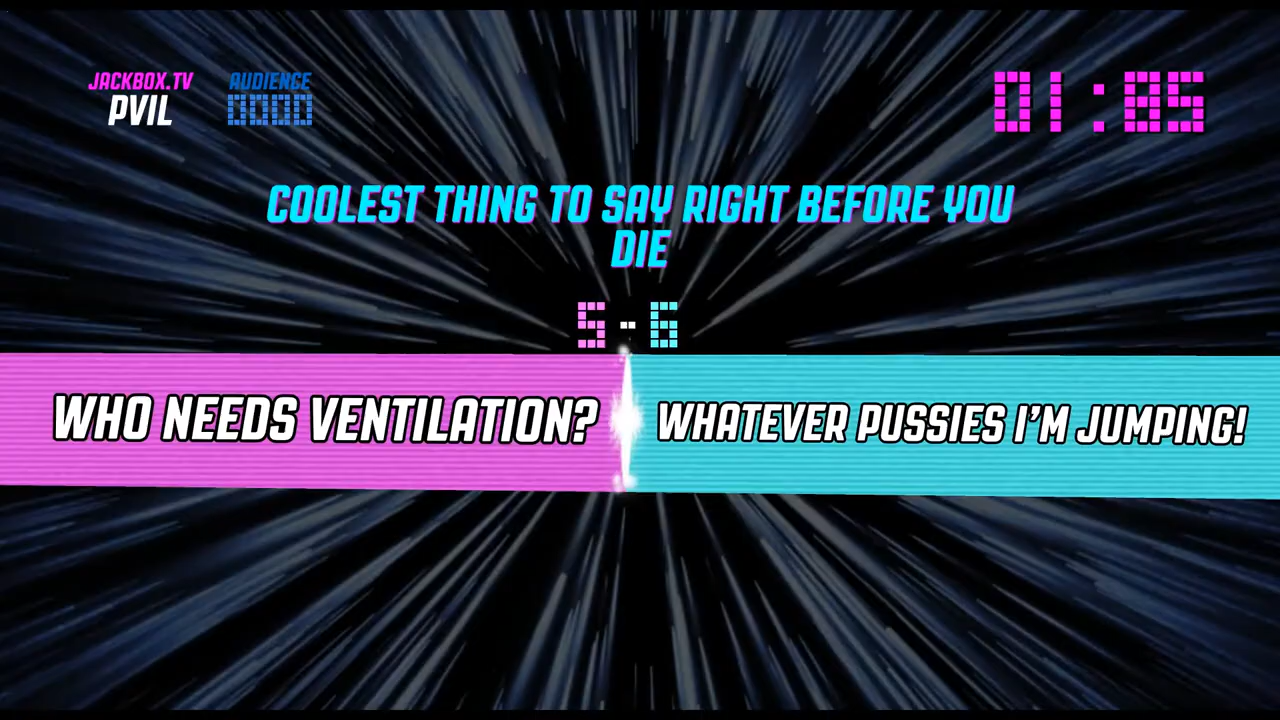 JACKBOX.TV
PVIL
AUDIENCE
0000
01:85
COOLEST THING TO SAY RIGHT BEFORE YOU
DIE
5-6
WHO NEEDS VENTILATION?
WHATEVER PUSSIES I'M JUMPING!